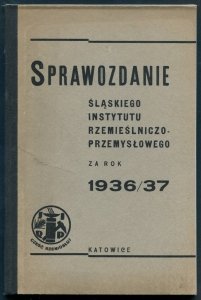 SPRAWOZDANIE
ŚLĄSKIEGO
INSTYTUTU
RZEMIEŚLNICZO-
PRZEMYSŁOWEGO
ZA ROK
1936/37
KATOWICE